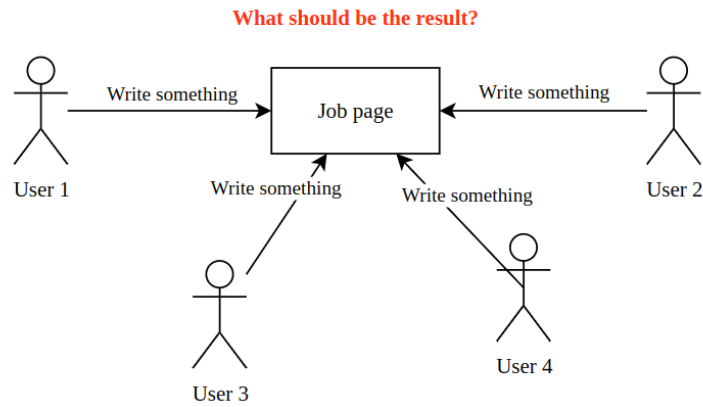 What should be the result?
Write something
Job page
Write something
User 1
User 2
Write something
Write something
User 3
User 4